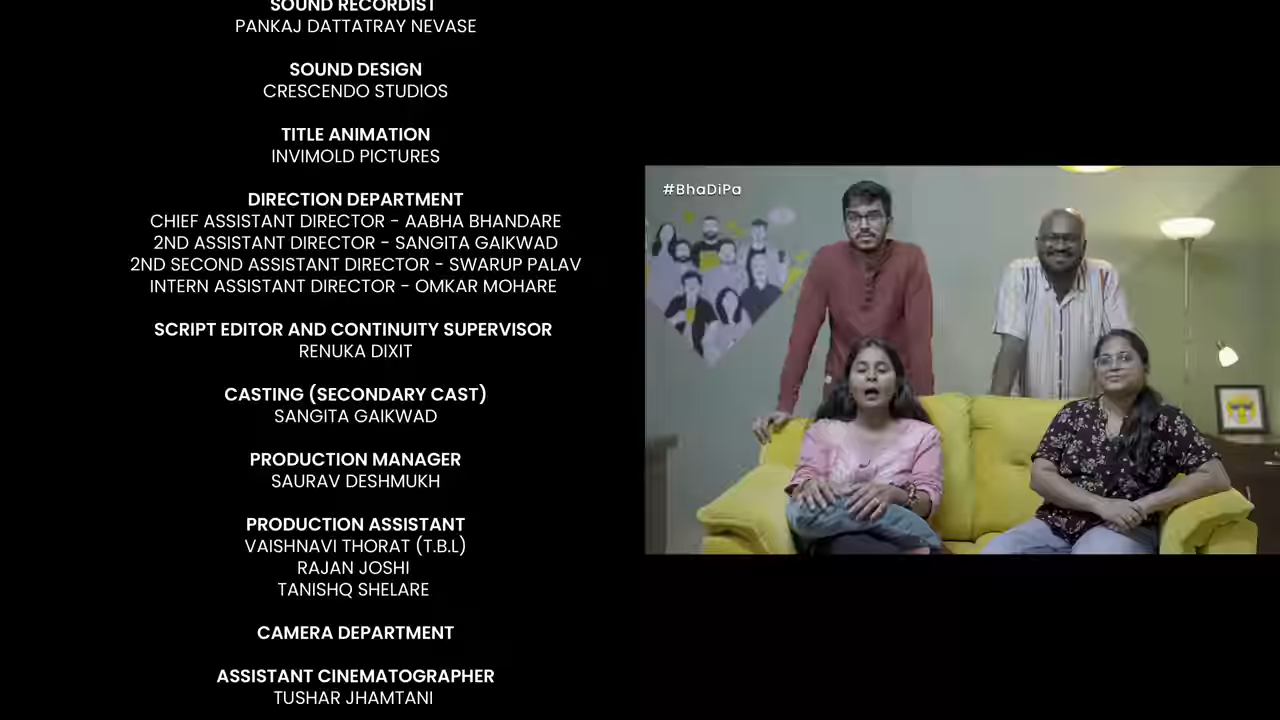 SOUND RECORDIST
PANKAJ DATTATRAY NEVASE
SOUND DESIGN
CRESCENDO STUDIOS
TITLE ANIMATION
INVIMOLD PICTURES
DIRECTION DEPARTMENT
CHIEF ASSISTANT DIRECTOR - AABHA BHANDARE
2ND ASSISTANT DIRECTOR - SANGITA GAIKWAD
2ND SECOND ASSISTANT DIRECTOR - SWARUP PALAV
INTERN ASSISTANT DIRECTOR - OMKAR MOHARE
SCRIPT EDITOR AND CONTINUITY SUPERVISOR
RENUKA DIXIT
CASTING (SECONDARY CAST)
SANGITA GAIKWAD
PRODUCTION MANAGER
SAURAV DESHMUKH
PRODUCTION ASSISTANT
VAISHNAVI THORAT (T.B.L)
RAJAN JOSHI
TANISHQ SHELARE
CAMERA DEPARTMENT
ASSISTANT CINEMATOGRAPHER
TUSHAR JHAMTANI
#BhaDiPa